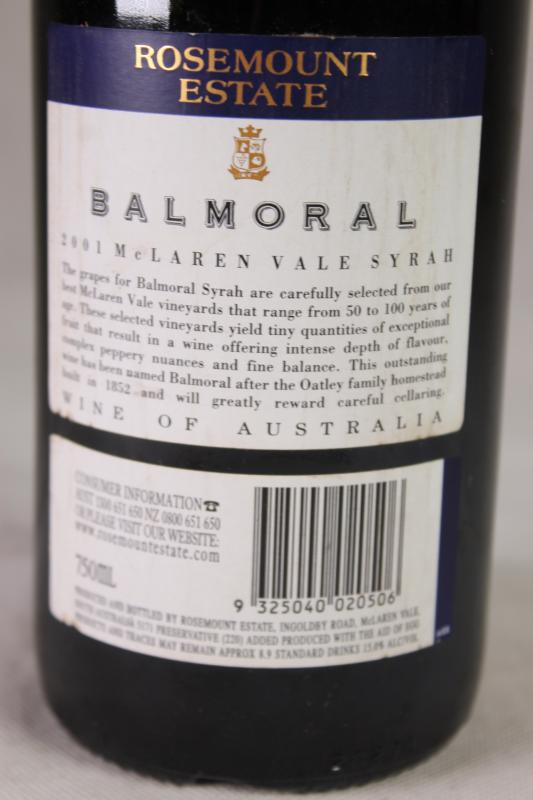 ROSEMOUNT
ESTATE
BALMORAL
2001 McLAREN VALE SYRAH
The grapes for Balmoral Syrah are carefully selected from our
best McLaren Vale vineyards that range from 50 to 100 years of
age. These selected vineyards yield tiny quantities of exceptional
fruit that result in a wine offering intense depth of flavour,
complex peppery nuances and fine balance. This outstanding
wine has been named Balmoral after the Oatley family homestead
built in 1852 and will greatly reward careful cellaring.
WINE OF AUSTRALIA
CONSUMER INFORMATION ☎
AUST 1300 651 650 NZ 0800 651 650
OR PLEASE VISIT OUR WEBSITE:
www.rosemountestate.com
750mL
9 325040 020506
PRODUCED AND BOTTLED BY ROSEMOUNT ESTATE, INGOLDBY ROAD, McLAREN VALE,
SOUTH AUSTRALIA 5171 PRESERVATIVE (220) ADDED PRODUCED WITH THE AID OF EGG
PRODUCTS AND TRACES MAY REMAIN APPROX 8.9 STANDARD DRINKS 15.0% ALC/VOL